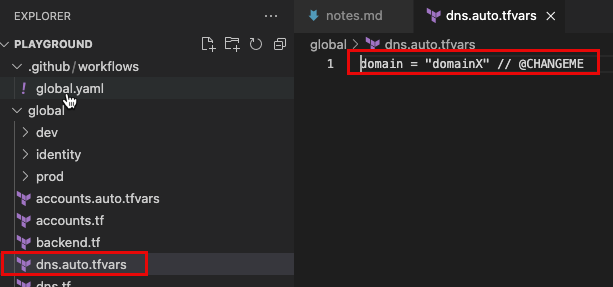 EXPLORER
notes.md
dns.auto.tfvars
PLAYGROUND
global > dns.auto.tfvars
.github/workflows
1 domain = "domainX" // @CHANGEME
! global.yaml
global
dev
identity
prod
accounts.auto.tfvars
accounts.tf
backend.tf
dns.auto.tfvars
dns.tf